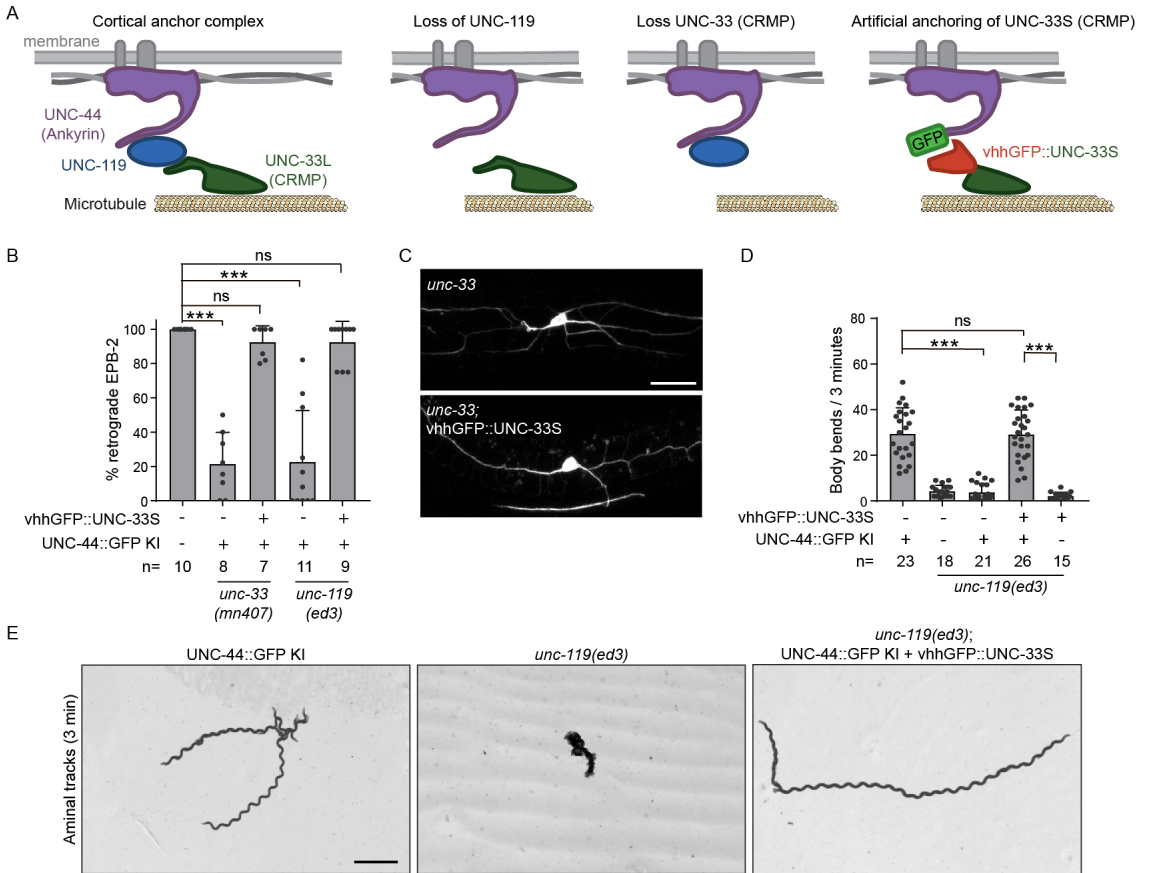 A
Cortical anchor complex
Loss of UNC-119
Loss UNC-33 (CRMP)
Artificial anchoring of UNC-33S (CRMP)
membrane
UNC-44
(Ankyrin)
UNC-119
UNC-33L
(CRMP)
Microtubule
GFP
vhhGFP::UNC-33S
B
% retrograde EPB-2
100
80
60
40
20
0
ns
***
ns
***
vhhGFP::UNC-33S - - + - +
UNC-44::GFP KI - + + + +
n= 10 8 7 11 9
unc-33
(mn407)
unc-119
(ed3)
C
unc-33
unc-33;
vhhGFP::UNC-33S
D
Body bends / 3 minutes
80
60
40
20
0
ns
***
***
vhhGFP::UNC-33S - - - + +
UNC-44::GFP KI + - + + -
n= 23 18 21 26 15
unc-119(ed3)
E
Aminal tracks (3 min)
UNC-44::GFP KI
unc-119(ed3)
unc-119(ed3);
UNC-44::GFP KI + vhhGFP::UNC-33S